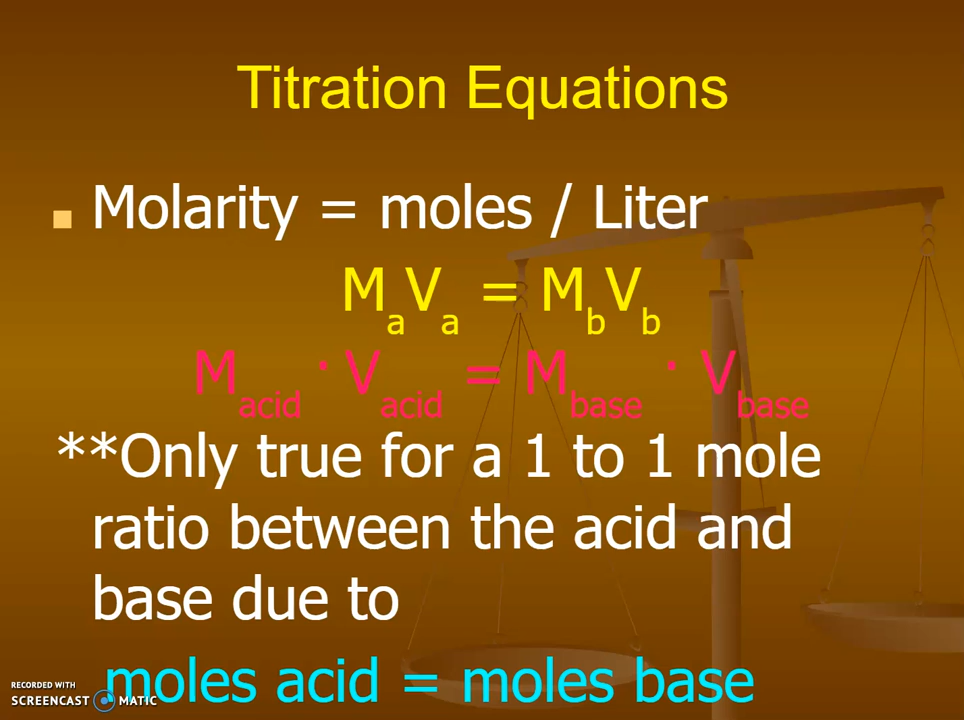 Titration Equations
Molarity = moles / Liter
MaVa = MbVb
Macid · Vacid = Mbase · Vbase
**Only true for a 1 to 1 mole
ratio between the acid and
base due to
moles acid = moles base
RECORDED WITH
SCREENCAST MATIC